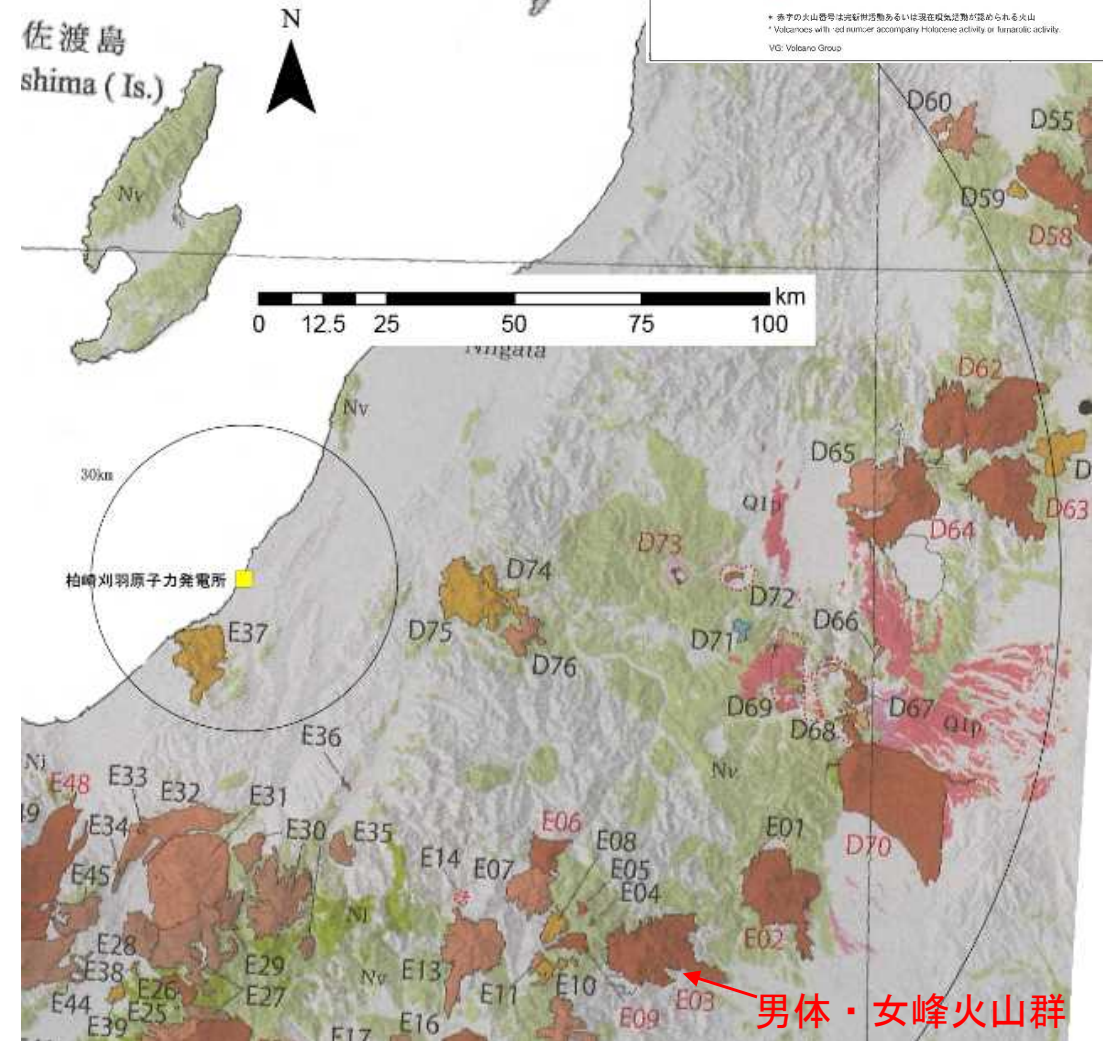 * 赤字の火山番号は完新世活動あるいは現在噴気活動が認められる火山
* Volcanoes with red number accompany Holocene activity or fumarolic activity.
VG: Volcano Group
佐渡島
shima ( Is.)
N
D60
D55
D59
D58
Nv
km
0 12.5 25 50 75 100
Niigata
Nv
D62
D65
D
D63
D64
30km
Q1p
D73
D74
D72
柏崎刈羽原子力発電所
D75
D71
D66
E37
D76
D69
D67
D68
Q1p
E36
Nv
Ni
E48
E33
E32
E31
E06
E01
D70
E34
E30
E35
E08
E14
E07
E05
E45
E04
Ni
E02
E28
E29
E13
E38
E26
E27
Nv
E11
E10
E44
E25
E09
E03
E39
E17
E16
男体・女峰火山群